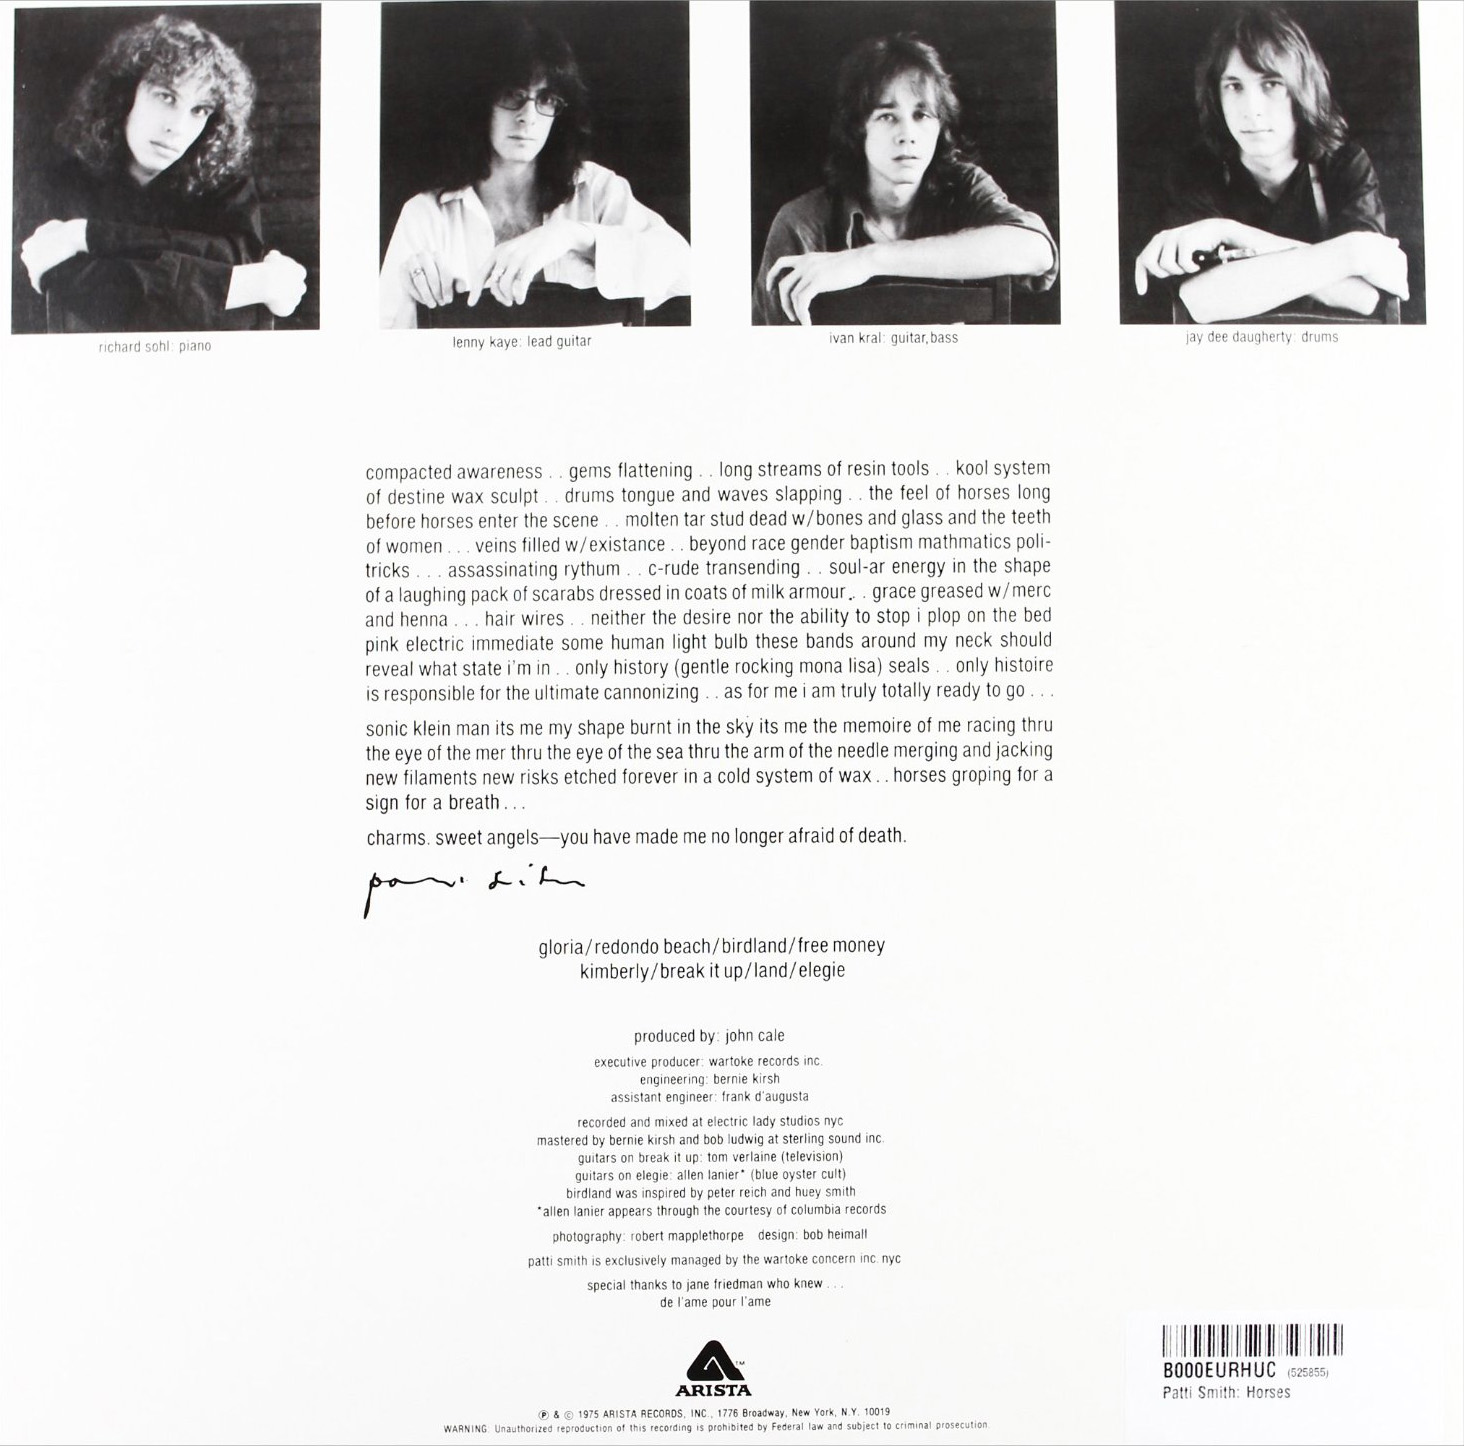 richard sohl: piano
lenny kaye: lead guitar
ivan kral: guitar, bass
jay dee daugherty: drums
compacted awareness . . gems flattening . . long streams of resin tools . . kool system
of destine wax sculpt . . drums tongue and waves slapping . . the feel of horses long
before horses enter the scene . . molten tar stud dead w/bones and glass and the teeth
of women . . . veins filled w/existance . . beyond race gender baptism mathmatics poli-
tricks . . . assassinating rythum . . c-rude transending . . soul-ar energy in the shape
of a laughing pack of scarabs dressed in coats of milk armour . . grace greased w/merc
and henna . . . hair wires . . neither the desire nor the ability to stop i plop on the bed
pink electric immediate some human light bulb these bands around my neck should
reveal what state i'm in . . only history (gentle rocking mona lisa) seals . . only histoire
is responsible for the ultimate cannonizing . . as for me i am truly totally ready to go . . .
sonic klein man its me my shape burnt in the sky its me the memoire of me racing thru
the eye of the mer thru the eye of the sea thru the arm of the needle merging and jacking
new filaments new risks etched forever in a cold system of wax . . horses groping for a
sign for a breath . . .
charms. sweet angels—you have made me no longer afraid of death.
patti smith
gloria/redondo beach/birdland/free money
kimberly/break it up/land/elegie
produced by: john cale
executive producer: wartoke records inc.
engineering: bernie kirsh
assistant engineer: frank d'augusta
recorded and mixed at electric lady studios nyc
mastered by bernie kirsh and bob ludwig at sterling sound inc.
guitars on break it up: tom verlaine (television)
guitars on elegie: allen lanier* (blue oyster cult)
birdland was inspired by peter reich and huey smith
*allen lanier appears through the courtesy of columbia records
photography: robert mapplethorpe design: bob heimall
patti smith is exclusively managed by the wartoke concern inc. nyc
special thanks to jane friedman who knew . . .
de l'ame pour l'ame
TM
ARISTA
℗ & © 1975 ARISTA RECORDS, INC., 1776 Broadway, New York, N.Y. 10019
WARNING: Unauthorized reproduction of this recording is prohibited by Federal law and subject to criminal prosecution.
B000EURHUC (525855)
Patti Smith: Horses